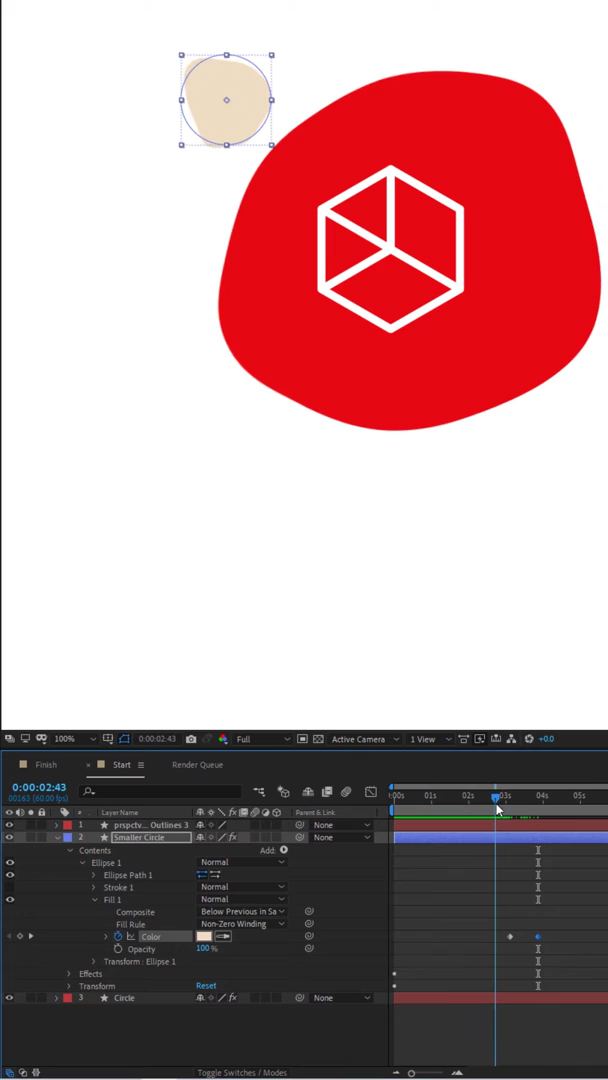 100%
0:00:02:43
Full
Active Camera
1 View
+0.0
Finish
× Start
Render Queue
0:00:02:43
00163 (60.00 fps)
:00s 01s 02s 03s 04s 05s
# Layer Name fx Parent & Link
1 prspctv... Outlines 3 None
2 Smaller Circle None
Contents Add:
Ellipse 1 Normal
Ellipse Path 1
Stroke 1 Normal
Fill 1 Normal
Composite Below Previous in Sa
Fill Rule Non-Zero Winding
Color
Opacity 100 %
Transform : Ellipse 1
Effects
Transform Reset
3 Circle fx None
Toggle Switches / Modes